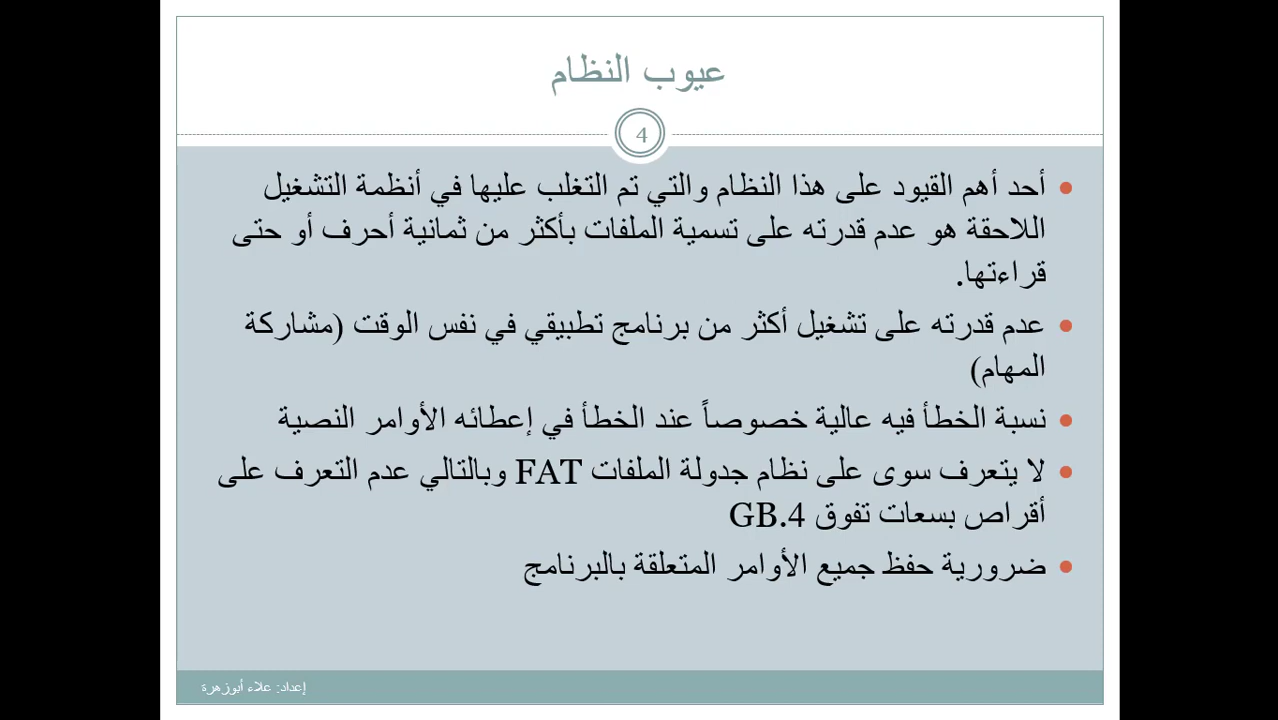 عيوب النظام
4
أحد أهم القيود على هذا النظام والتي تم التغلب عليها في أنظمة التشغيل
اللاحقة هو عدم قدرته على تسمية الملفات بأكثر من ثمانية أحرف أو حتى
قراءتها.
عدم قدرته على تشغيل أكثر من برنامج تطبيقي في نفس الوقت (مشاركة
المهام)
نسبة الخطأ فيه عالية خصوصاً عند الخطأ في إعطائه الأوامر النصية
لا يتعرف سوى على نظام جدولة الملفات FAT وبالتالي عدم التعرف على
أقراص بسعات تفوق 4.GB
ضرورية حفظ جميع الأوامر المتعلقة بالبرنامج
إعداد: علاء أبوزهرة